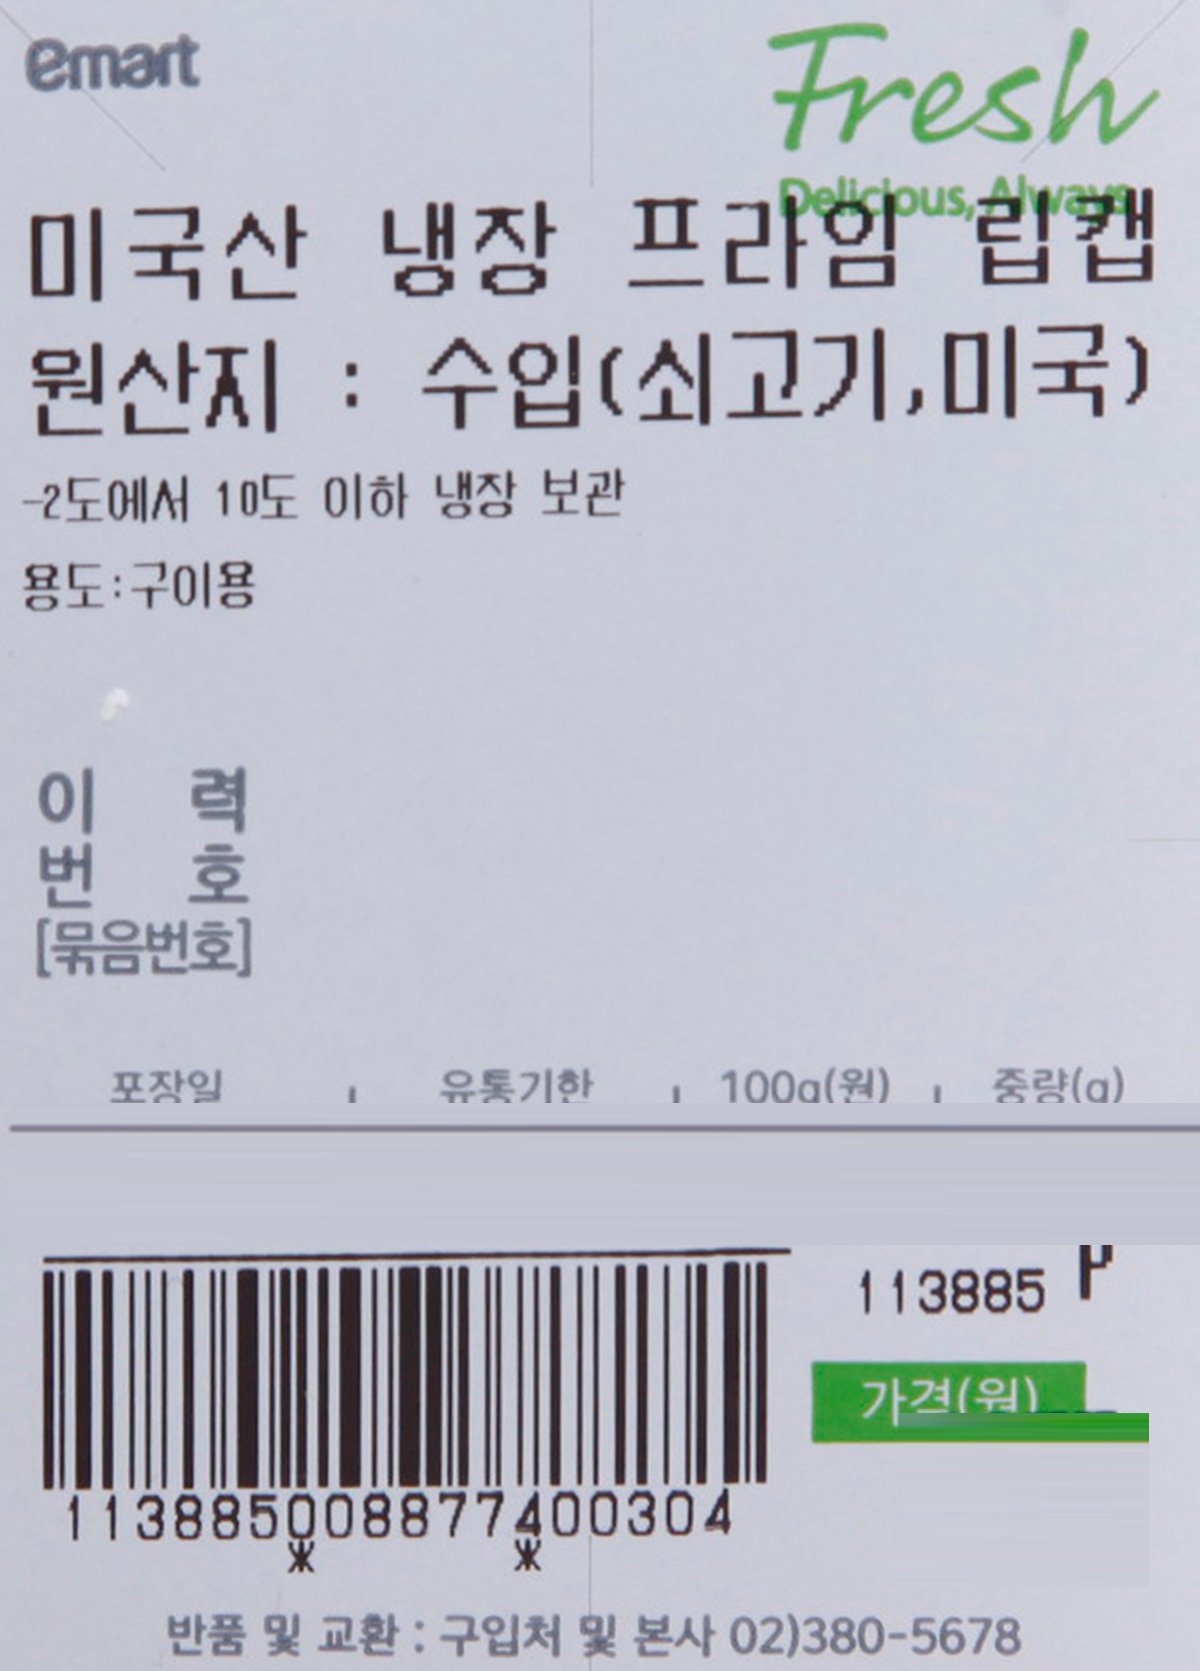 emart
Fresh
Delicious, Always
미국산 냉장 프라임 립캡
원산지 : 수입(쇠고기,미국)
-2도에서 10도 이하 냉장 보관
용도:구이용
이 력
번 호
[묶음번호]
포장일 유통기한 100g(원) 중량(g)
113885
가격(원)
113885008877400304
반품 및 교환 : 구입처 및 본사 02)380-5678